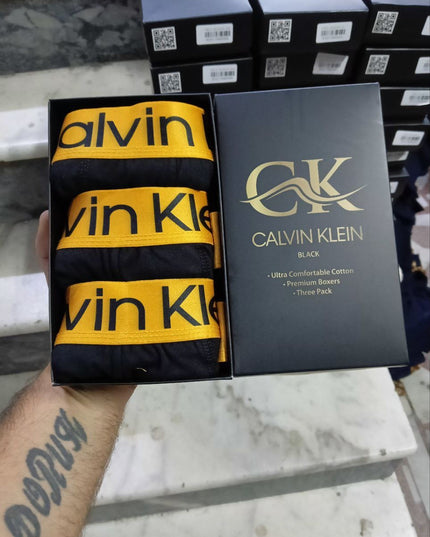 alvin
vin Kle
vin Kle
CK
CALVIN KLEIN
BLACK
- Ultra Comfortable Cotton
- Premium Boxers
- Three Pack